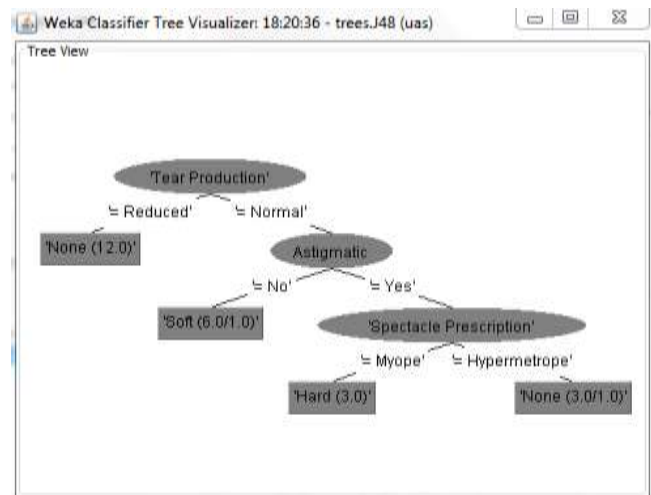 Weka Classifier Tree Visualizer: 18:20:36 - trees.J48 (uas)
Tree View
'Tear Production'
'= Reduced' '= Normal'
'None (12.0)' Astigmatic
'= No' '= Yes'
'Soft (6.0/1.0)' 'Spectacle Prescription'
'= Myope' '= Hypermetrope'
'Hard (3.0)' 'None (3.0/1.0)'